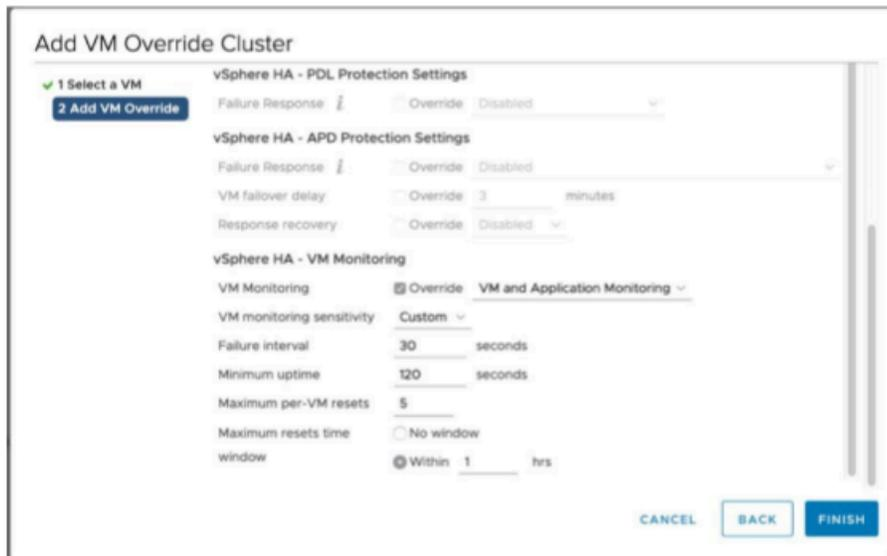 Add VM Override Cluster
1 Select a VM
2 Add VM Override
vSphere HA - PDL Protection Settings
Failure Response i Override Disabled
vSphere HA - APD Protection Settings
Failure Response i Override Disabled
VM failover delay Override 3 minutes
Response recovery Override Disabled
vSphere HA - VM Monitoring
VM Monitoring Override VM and Application Monitoring
VM monitoring sensitivity Custom
Failure interval 30 seconds
Minimum uptime 120 seconds
Maximum per-VM resets 5
Maximum resets time No window
window Within 1 hrs
CANCEL BACK FINISH